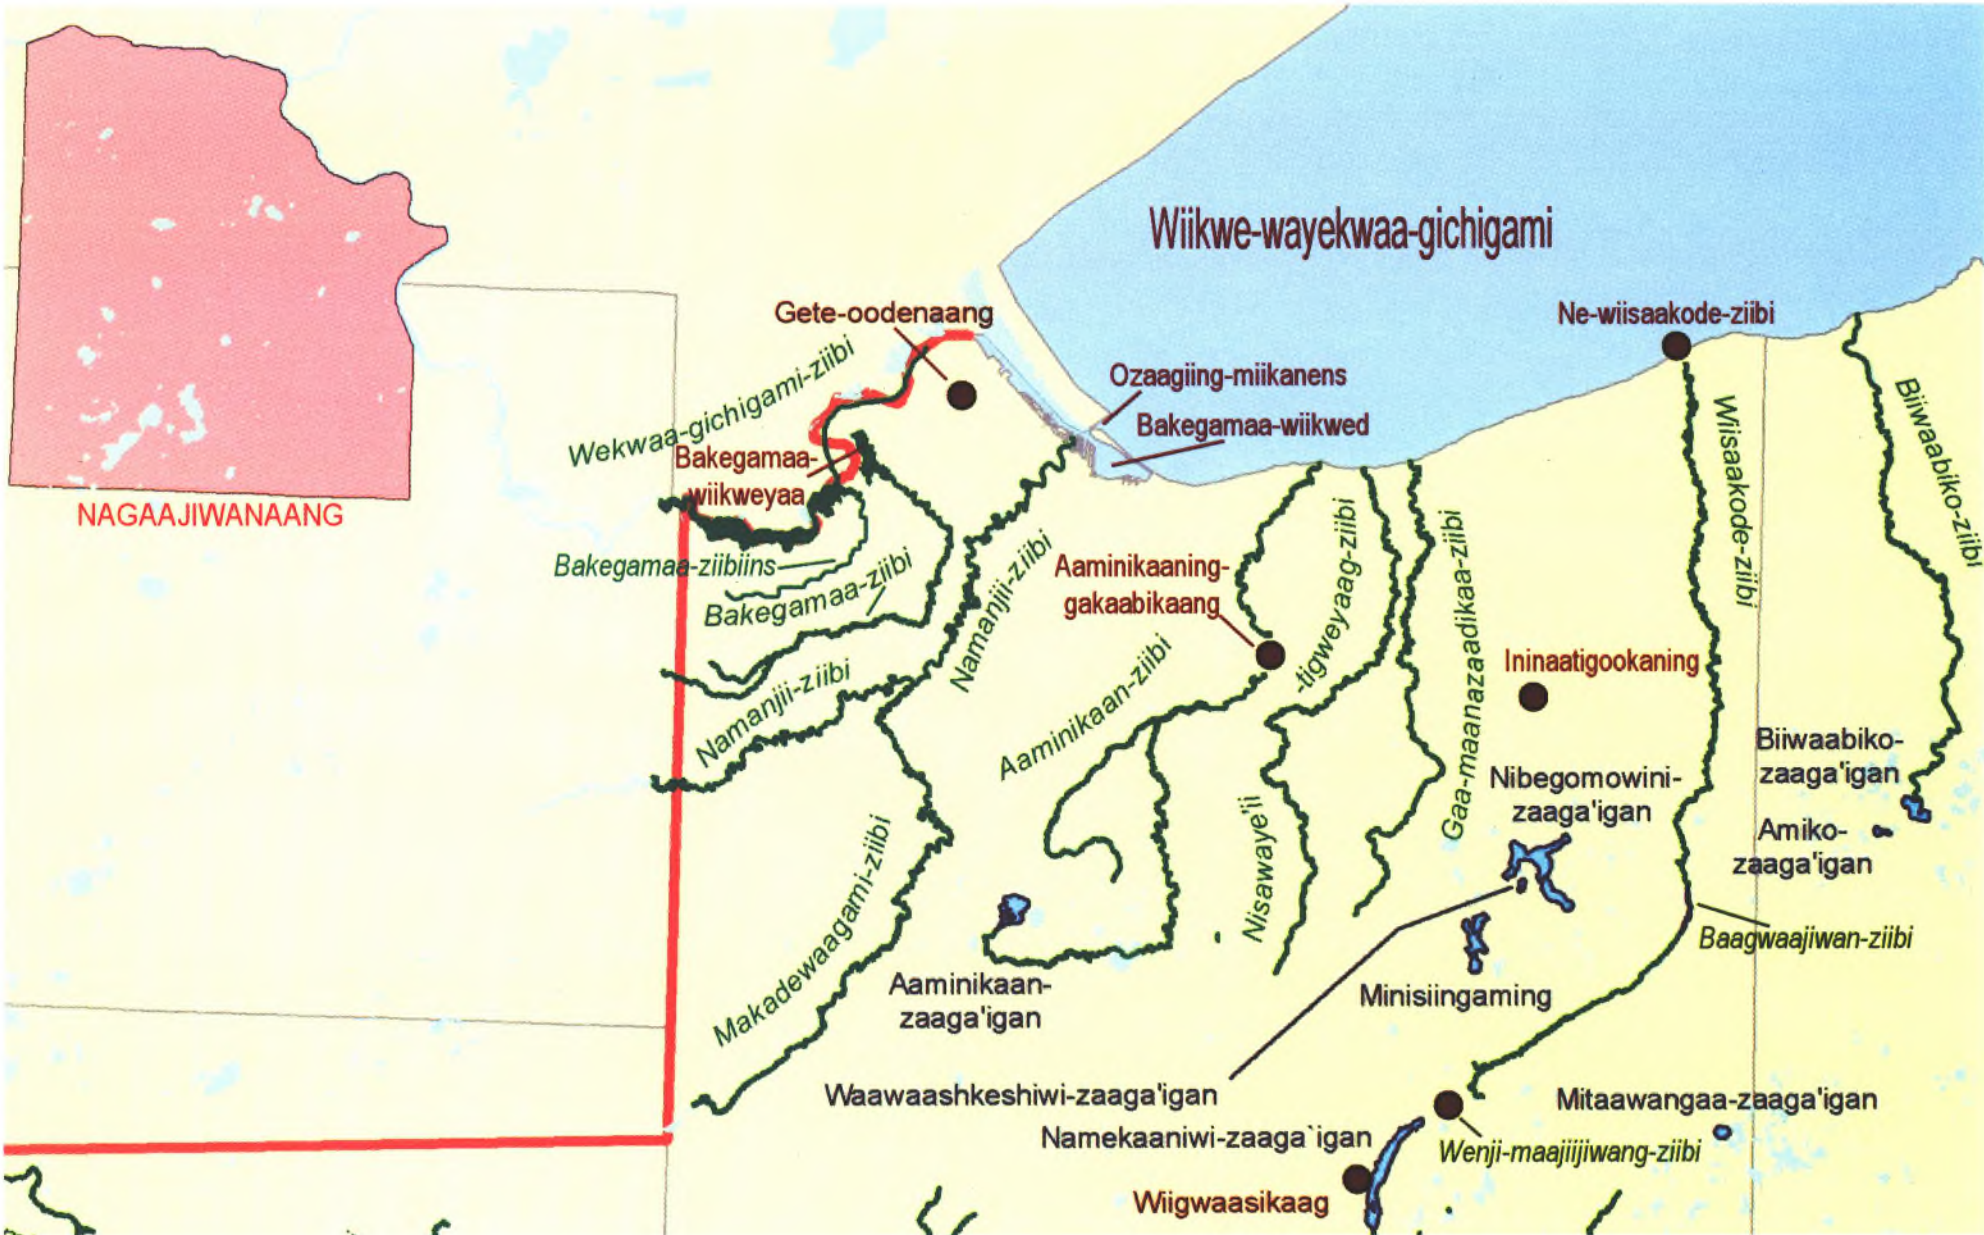 Wiikwe-wayekwaa-gichigami
Gete-oodenaang
Ne-wiisaakode-ziibi
Wekwaa-gichigami-ziibi
Ozaagiing-miikanens
Bakegamaa-wiikwed
Bakegamaa-
wiikweyaa
NAGAAJIWANAANG
Wiisaakode-ziibi
Biiwaabiko-ziibi
Bakegamaa-ziibiins
Bakegamaa-ziibi
Namanjii-ziibi
Aaminikaaning-
gakaabikaang
-tigweyaag-ziibi
Gaa-maanazaadikaa-ziibi
Ininaatigookaning
Namanjii-ziibi
Aaminikaan-ziibi
Biiwaabiko-
zaaga'igan
Nibegomowini-
zaaga'igan
Amiko-
zaaga'igan
Makadewaagami-ziibi
Nisawaye'ii
Baagwaajiwan-ziibi
Aaminikaan-
zaaga'igan
Minisiingaming
Waawaashkeshiwi-zaaga'igan
Mitaawangaa-zaaga'igan
Namekaaniwi-zaaga`igan
Wenji-maajiijiwang-ziibi
Wiigwaasikaag